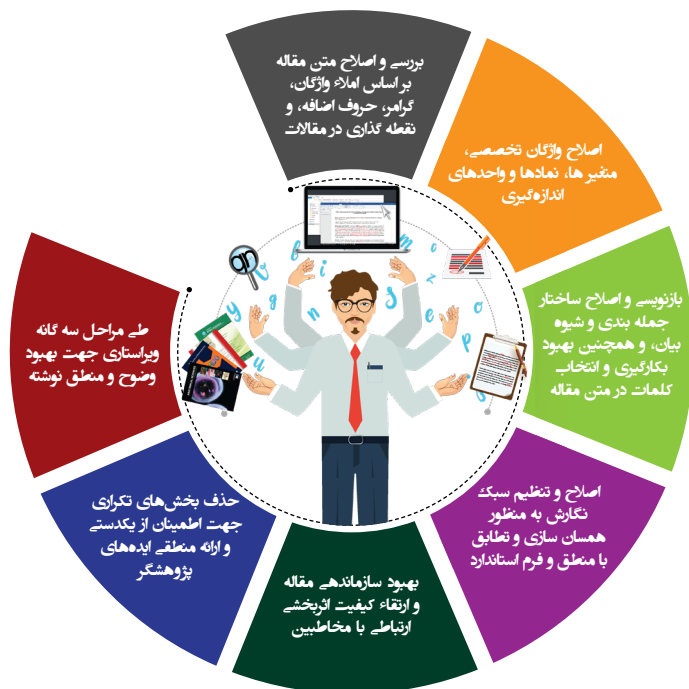 بررسی و اصلاح متن مقاله
بر اساس املاء واژگان،
گرامر، حروف اضافه، و
نقطه گذاری در مقالات
اصلاح واژگان تخصصی،
متغیر ها، نمادها و واحدهای
اندازه‌گیری
بازنویسی و اصلاح ساختار
جمله بندی و شیوه
بیان، و همچنین بهبود
بکارگیری و انتخاب
کلمات در متن مقاله
اصلاح و تنظیم سبک
نگارش به منظور
همسان سازی و تطابق
با منطق و فرم استاندارد
بهبود سازماندهی مقاله
و ارتقاء کیفیت اثربخشی
ارتباطی با مخاطبین
حذف بخش‌های تکراری
جهت اطمینان از یکدستی
و ارائه منطقی ایده‌های
پژوهشگر
طی مراحل سه گانه
ویراستاری جهت بهبود
وضوح و منطق نوشته
an